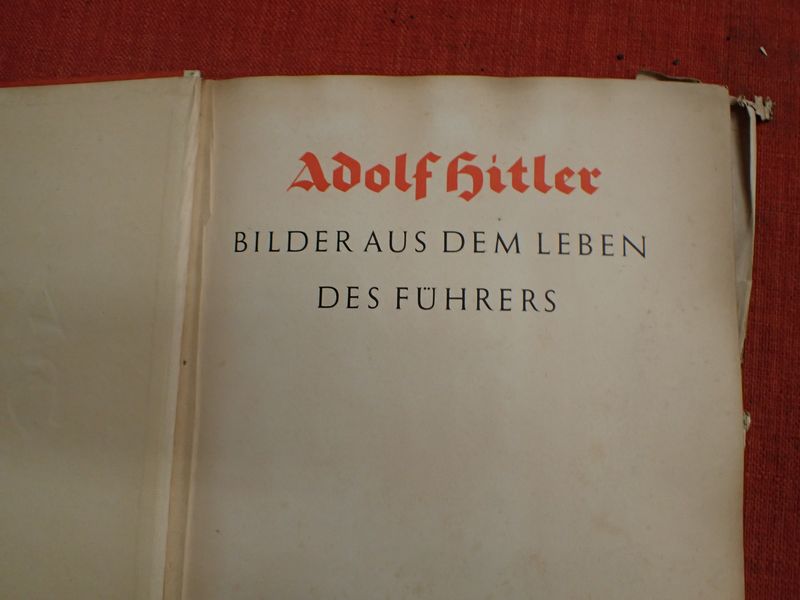 Adolf Hitler
BILDER AUS DEM LEBEN
DES FÜHRERS